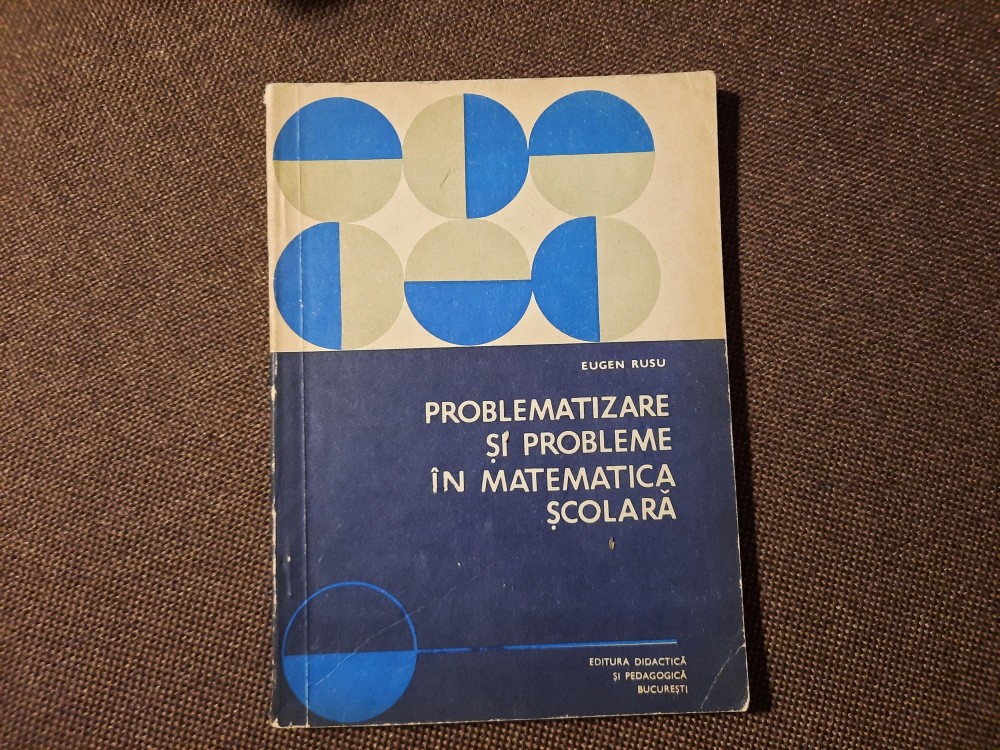 EUGEN RUSU
PROBLEMATIZARE
ȘI PROBLEME
ÎN MATEMATICA
ȘCOLARĂ
EDITURA DIDACTICĂ
ȘI PEDAGOGICĂ
BUCUREȘTI